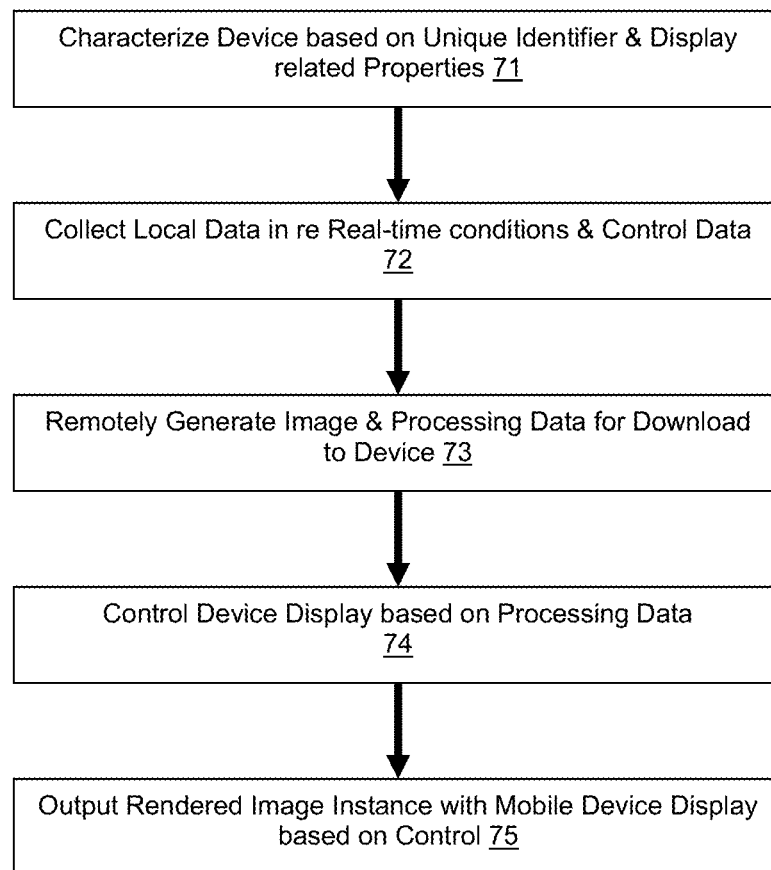 Characterize Device based on Unique Identifier & Display
related Properties 71
Collect Local Data in re Real-time conditions & Control Data
72
Remotely Generate Image & Processing Data for Download
to Device 73
Control Device Display based on Processing Data
74
Output Rendered Image Instance with Mobile Device Display
based on Control 75